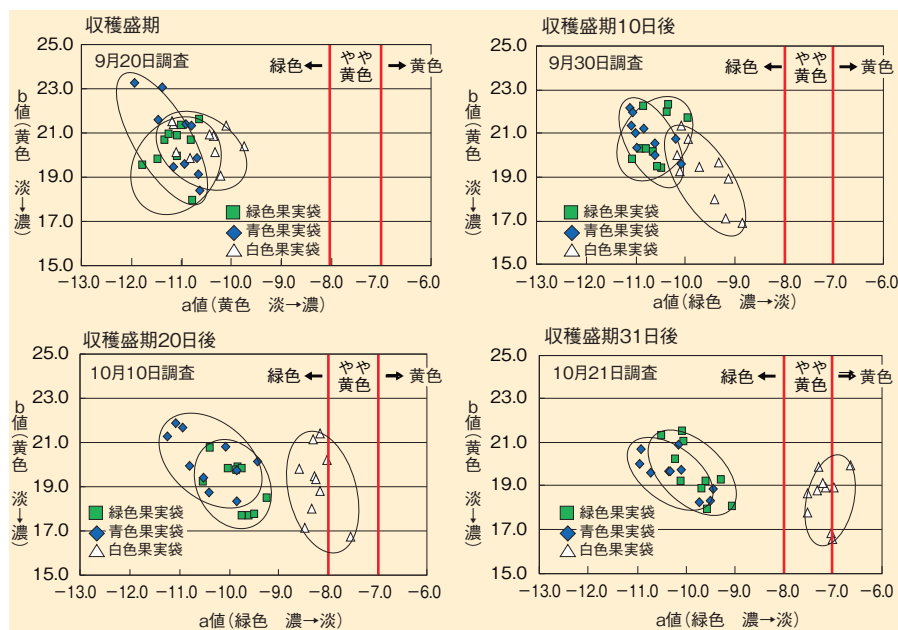 収穫盛期
9月20日調査
緑色
やや
黄色
黄色
b値(黄色 淡→濃)
25.0
23.0
21.0
19.0
17.0
15.0
緑色果実袋
青色果実袋
白色果実袋
−13.0 −12.0 −11.0 −10.0 −9.0 −8.0 −7.0 −6.0
a値(黄色 淡→濃)
収穫盛期10日後
9月30日調査
緑色
やや
黄色
黄色
b値(黄色 淡→濃)
25.0
23.0
21.0
19.0
17.0
15.0
緑色果実袋
青色果実袋
白色果実袋
−13.0 −12.0 −11.0 −10.0 −9.0 −8.0 −7.0 −6.0
a値(緑色 濃→淡)
収穫盛期20日後
10月10日調査
緑色
やや
黄色
黄色
b値(黄色 淡→濃)
25.0
23.0
21.0
19.0
17.0
15.0
緑色果実袋
青色果実袋
白色果実袋
−13.0 −12.0 −11.0 −10.0 −9.0 −8.0 −7.0 −6.0
a値(緑色 濃→淡)
収穫盛期31日後
10月21日調査
緑色
やや
黄色
黄色
b値(黄色 淡→濃)
25.0
23.0
21.0
19.0
17.0
15.0
緑色果実袋
青色果実袋
白色果実袋
−13.0 −12.0 −11.0 −10.0 −9.0 −8.0 −7.0 −6.0
a値(緑色 濃→淡)